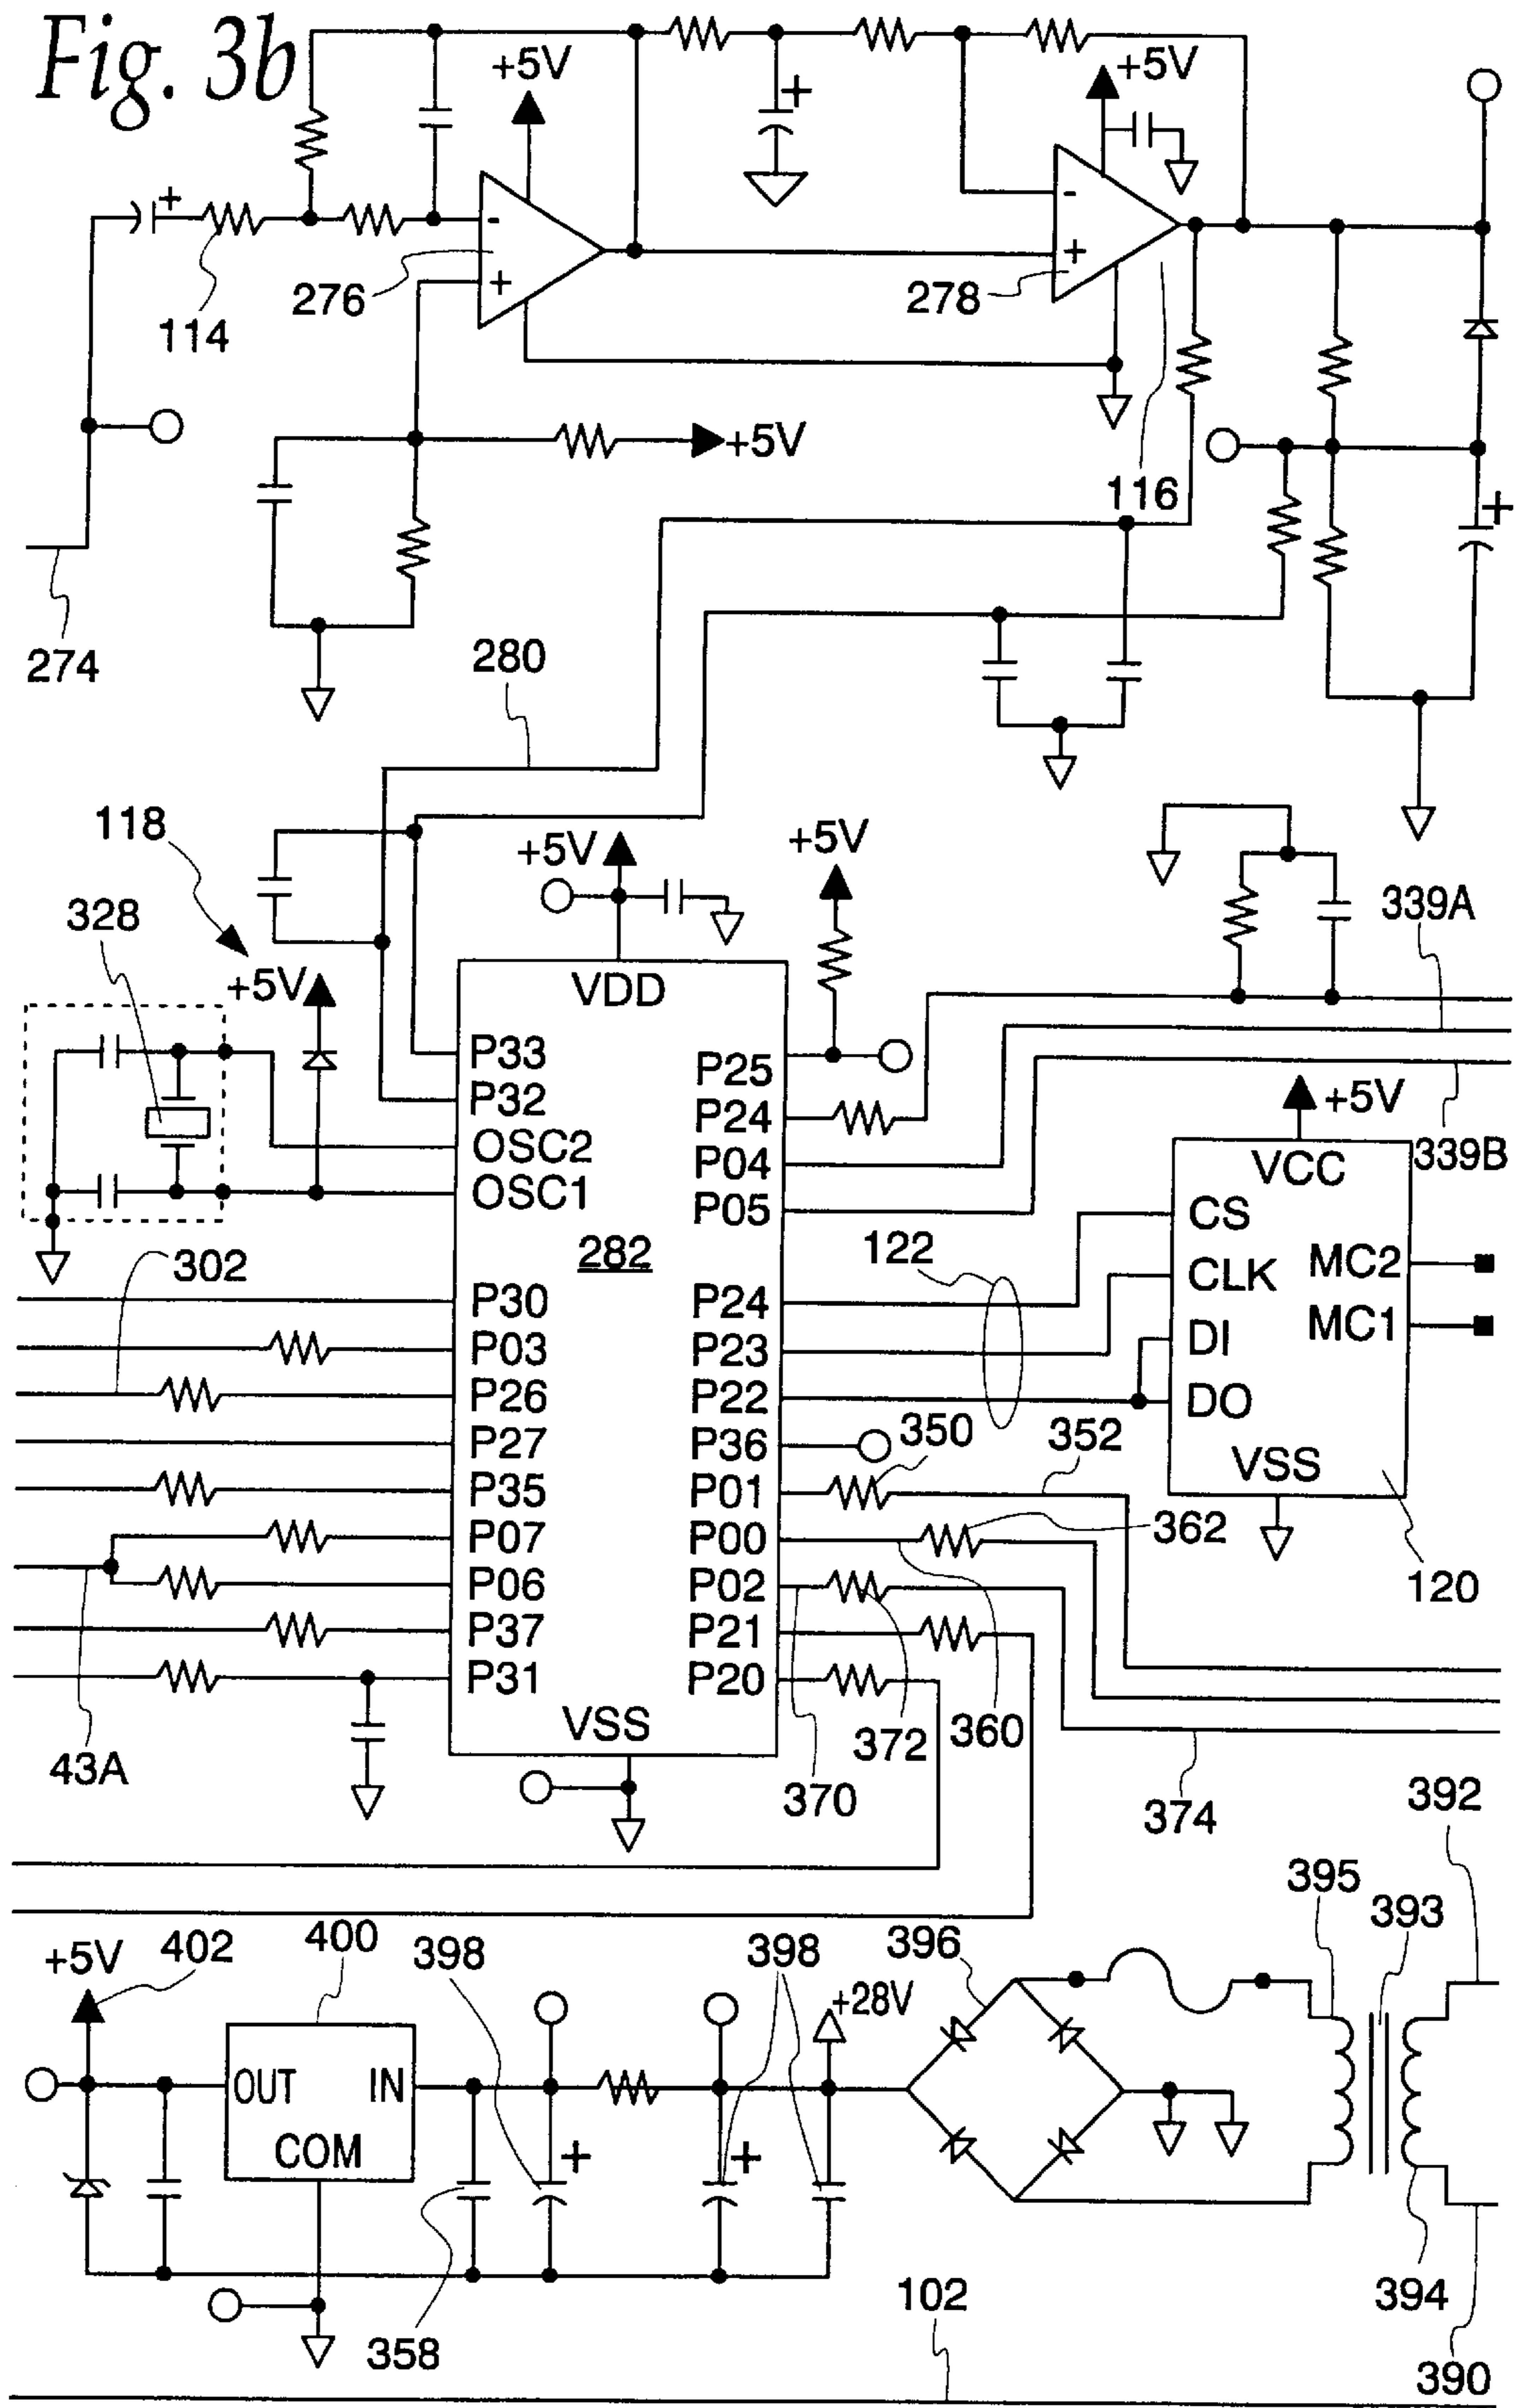 Fig. 3b
+5V
+
+5V
+
-
+
276
114
-
+
278
+5V
116
+
274
280
118
328
+5V
+5V
+5V
339A
339B
VDD
P33
P32
OSC2
OSC1
282
P30
P03
P26
P27
P35
P07
P06
P37
P31
VSS
P25
P24
P04
P05
P24
P23
P22
P36
P01
P00
P02
P21
P20
302
43A
122
+5V
VCC
CS
CLK
DI
DO
MC2
MC1
VSS
120
350
352
362
360
372
370
374
392
395
393
+5V
402
400
398
398
+28V
396
OUT
IN
COM
+
+
358
102
394
390